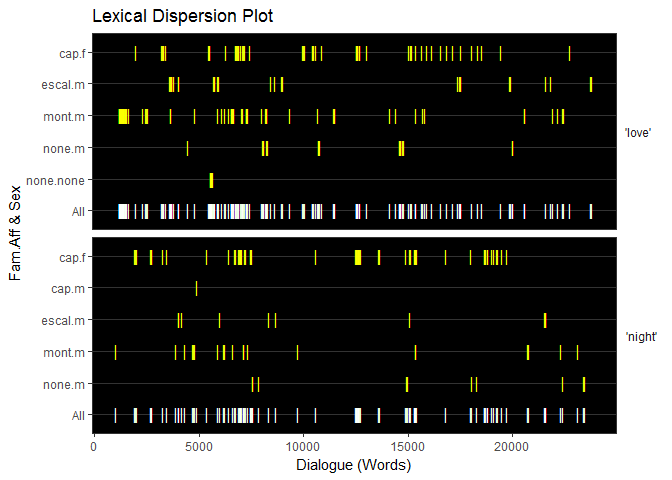 Lexical Dispersion Plot
cap.f
escal.m
mont.m
none.m
none.none
All
'love'
cap.f
cap.m
escal.m
mont.m
none.m
All
'night'
Fam.Aff & Sex
0 5000 10000 15000 20000
Dialogue (Words)